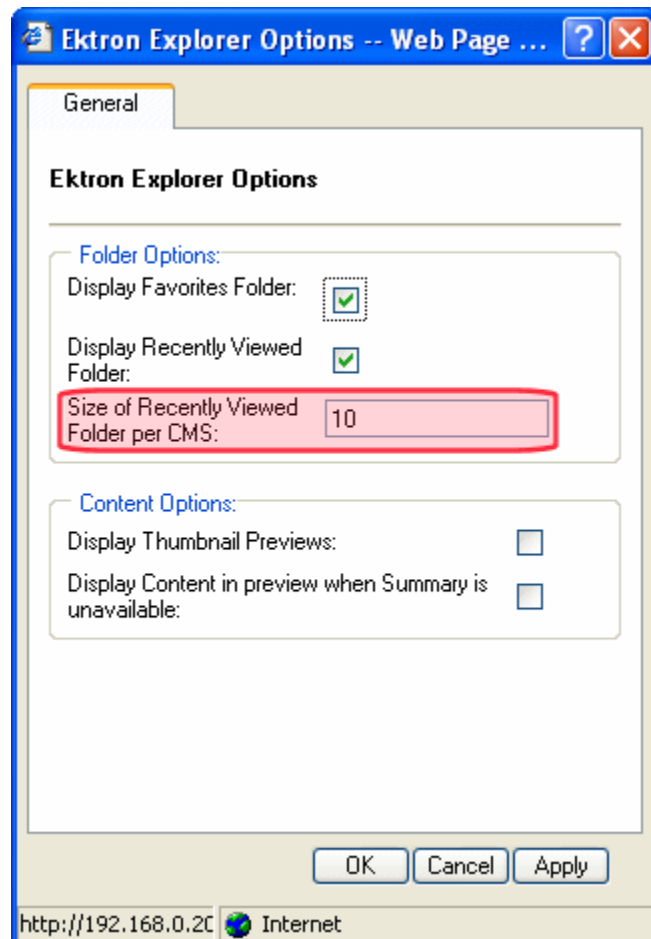 Ektron Explorer Options -- Web Page ...
General
Ektron Explorer Options
Folder Options:
Display Favorites Folder:
Display Recently Viewed
Folder:
Size of Recently Viewed
Folder per CMS:
10
Content Options:
Display Thumbnail Previews:
Display Content in preview when Summary is
unavailable:
OK Cancel Apply
http://192.168.0.20 Internet